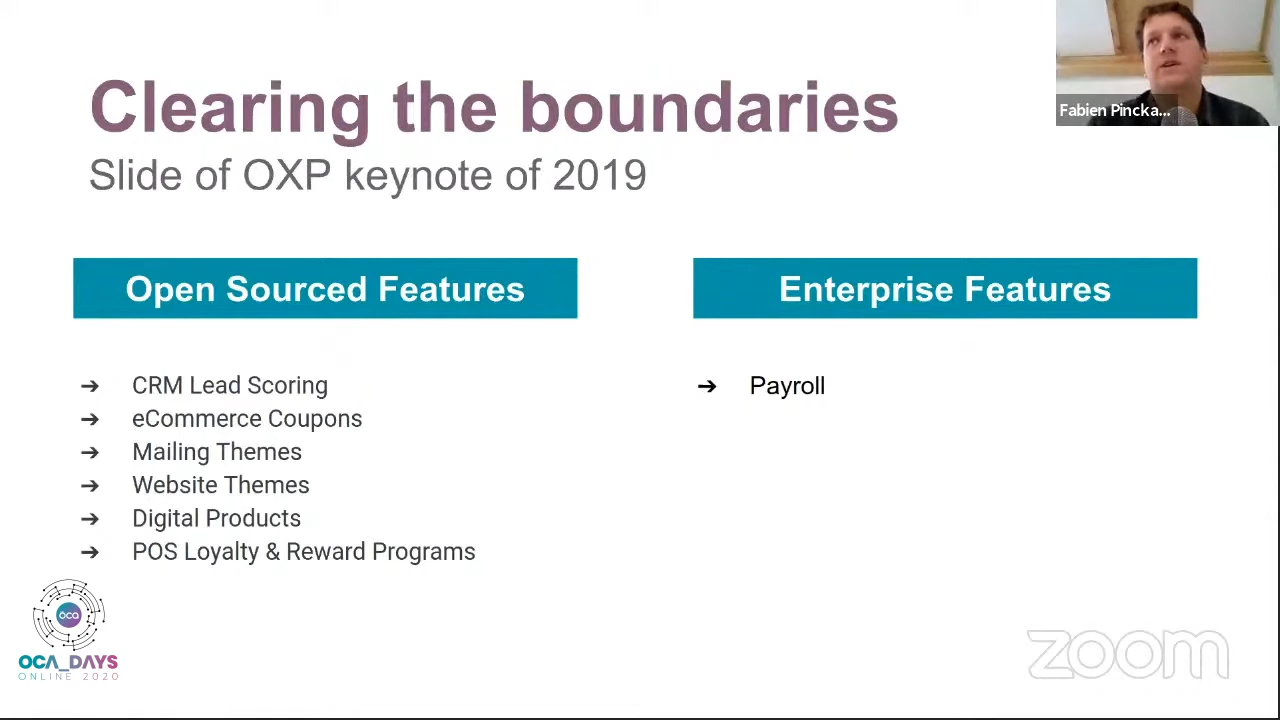 Clearing the boundaries
Slide of OXP keynote of 2019
Fabien Pincka...
Open Sourced Features
Enterprise Features
➔ CRM Lead Scoring
➔ eCommerce Coupons
➔ Mailing Themes
➔ Website Themes
➔ Digital Products
➔ POS Loyalty & Reward Programs
➔ Payroll
oca
OCA_DAYS
ONLINE 2020
zoom